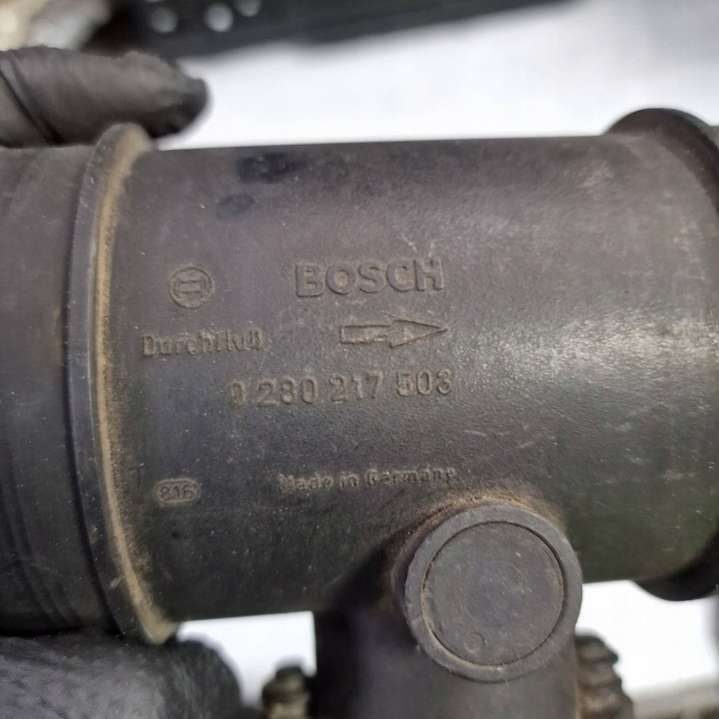 BOSCH
Durchfluß
0 280 217 503
816 Made in Germany